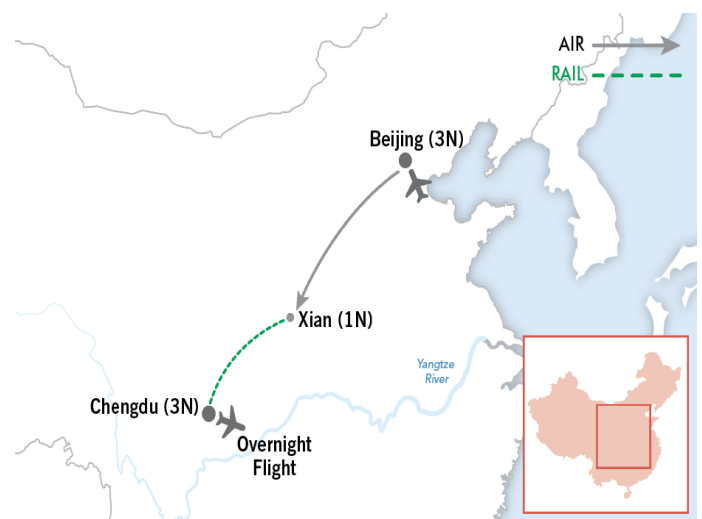 AIR
RAIL
Beijing (3N)
Xian (1N)
Yangtze
River
Chengdu (3N)
Overnight
Flight